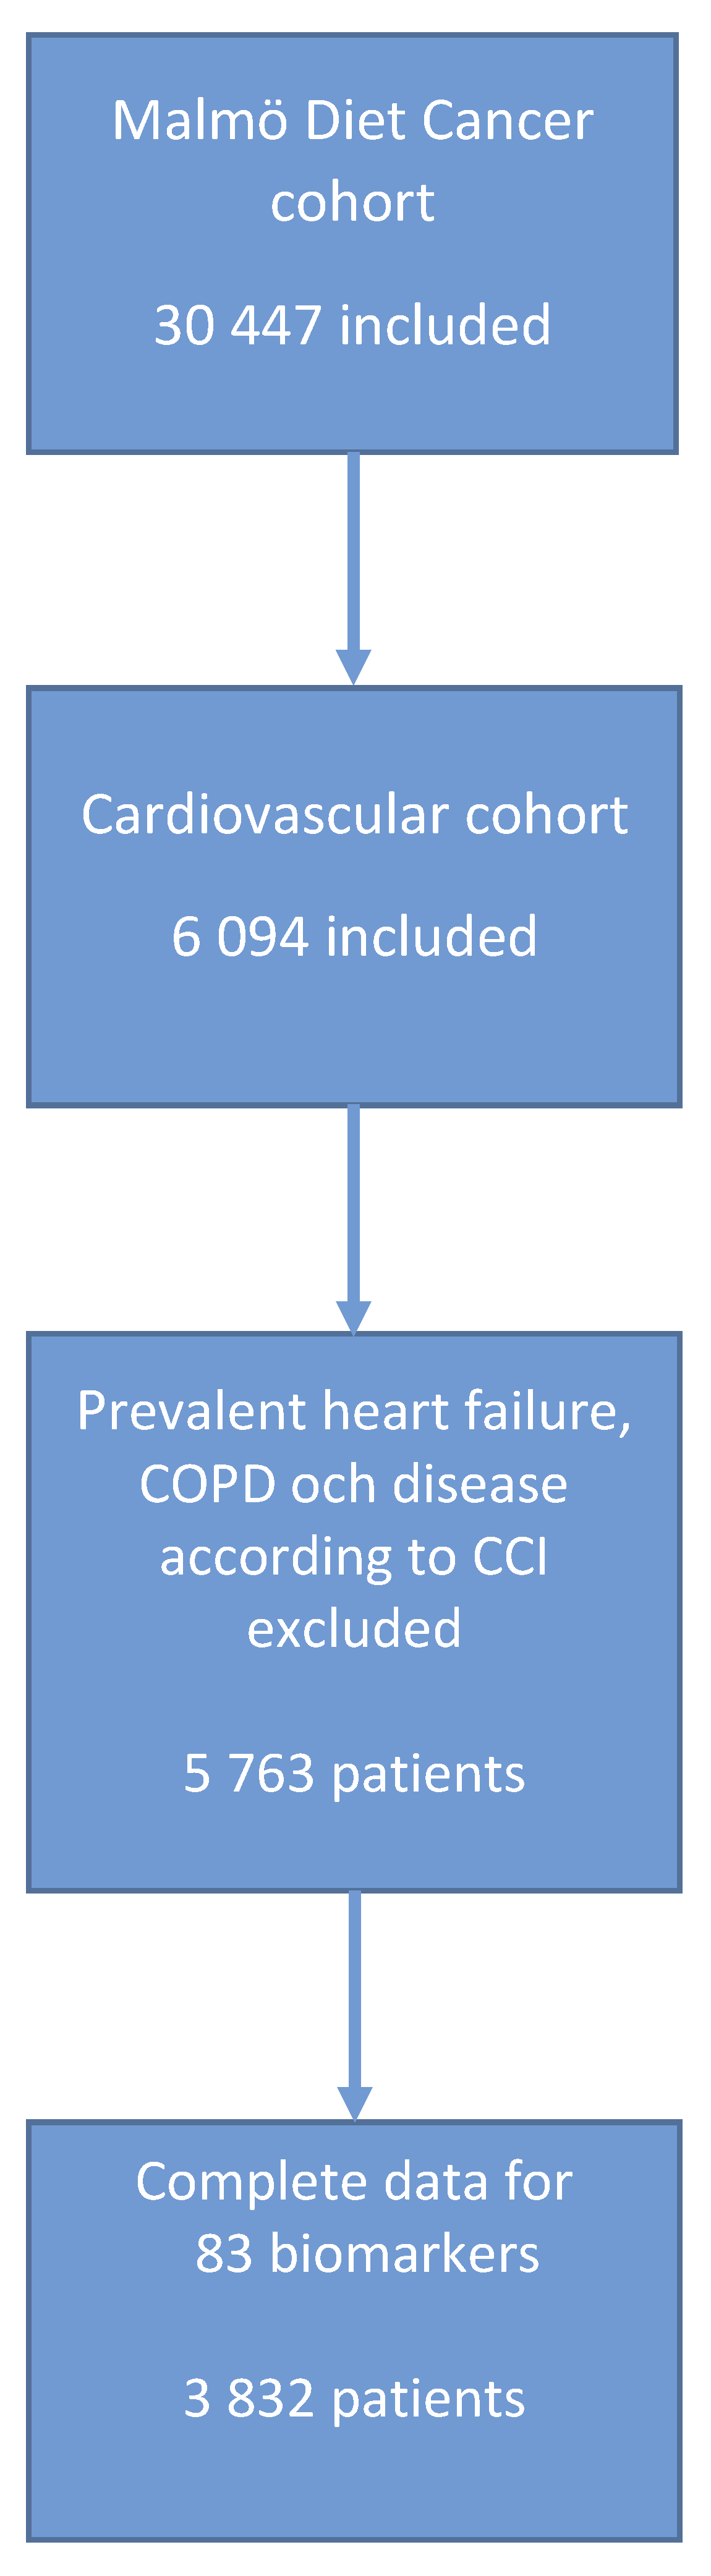 Malmö Diet Cancer
cohort
30 447 included
Cardiovascular cohort
6 094 included
Prevalent heart failure,
COPD och disease
according to CCI
excluded
5 763 patients
Complete data for
83 biomarkers
3 832 patients